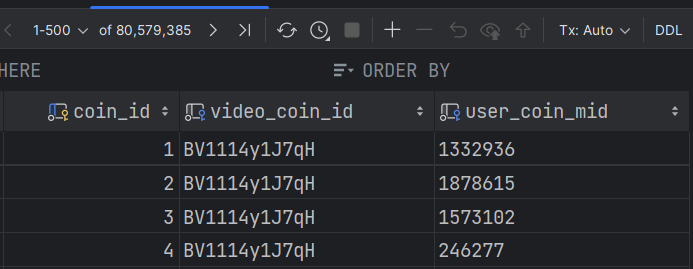 1-500 of 80,579,385 Tx: Auto DDL
HERE ORDER BY
coin_id video_coin_id user_coin_mid
1 BV1114y1J7qH 1332936
2 BV1114y1J7qH 1878615
3 BV1114y1J7qH 1573102
4 BV1114y1J7qH 246277